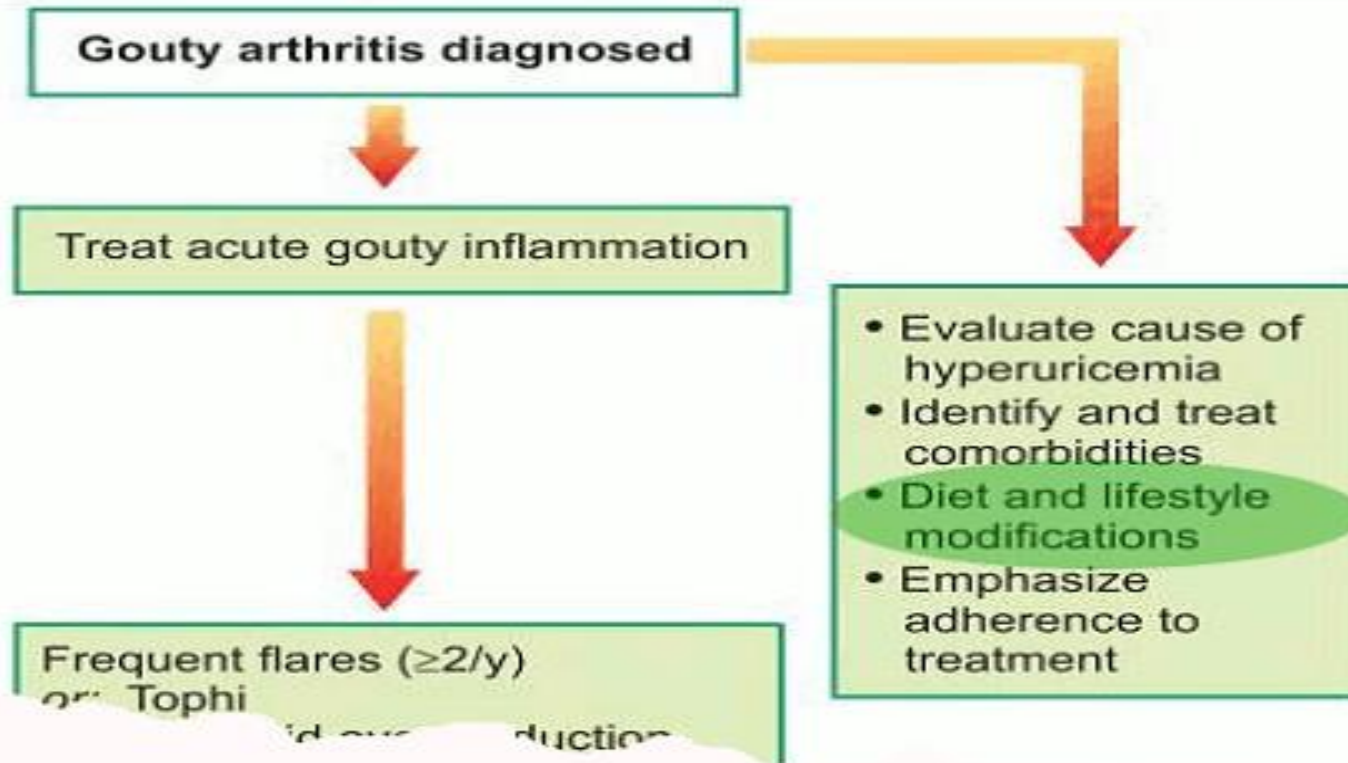 Gouty arthritis diagnosed
Treat acute gouty inflammation
• Evaluate cause of
hyperuricemia
• Identify and treat
comorbidities
• Diet and lifestyle
modifications
• Emphasize
adherence to
treatment
Frequent flares (≥2/y)
or: Tophi